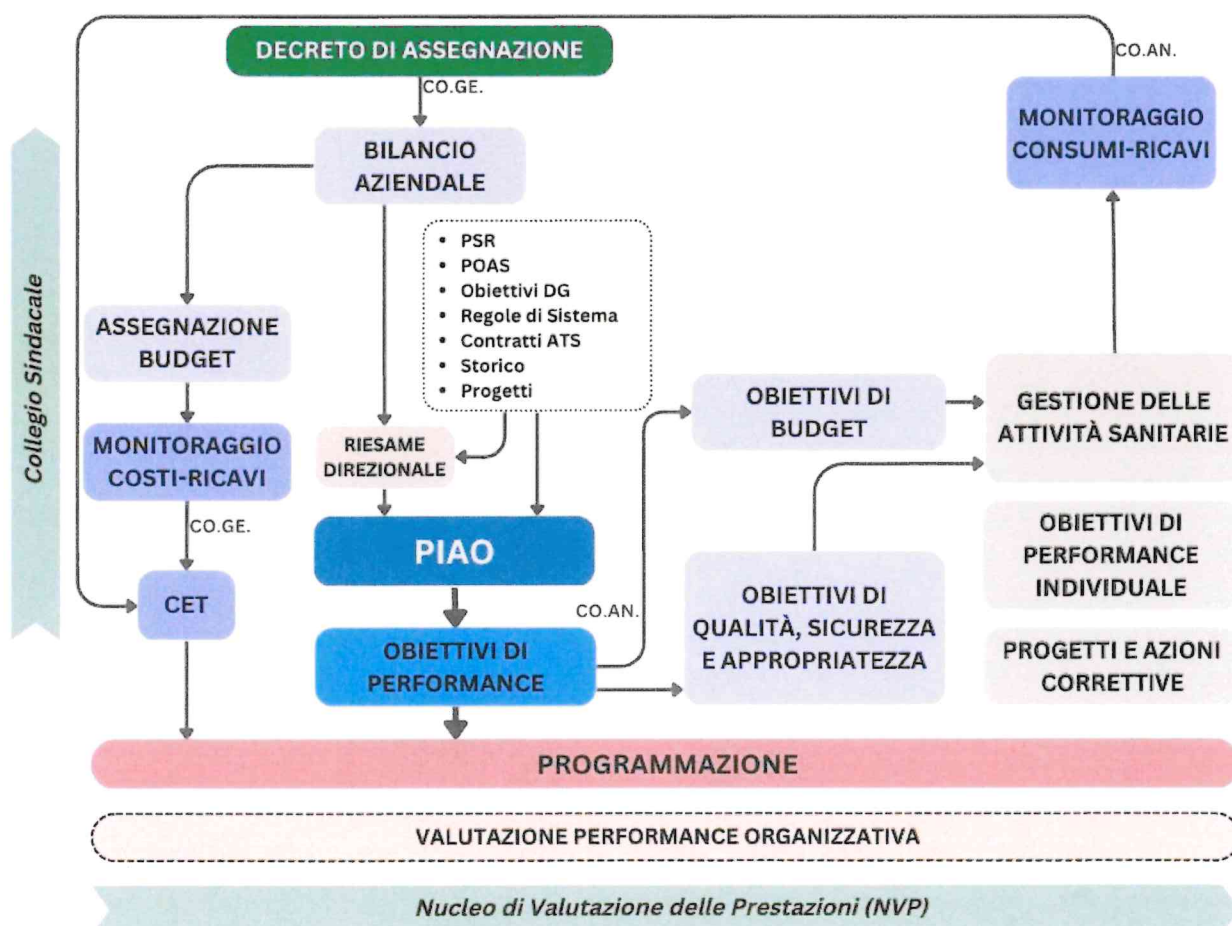 DECRETO DI ASSEGNAZIONE
CO.GE.
CO.AN.
MONITORAGGIO
CONSUMI-RICAVI
BILANCIO
AZIENDALE
Collegio Sindacale
• PSR
• POAS
• Obiettivi DG
• Regole di Sistema
• Contratti ATS
• Storico
• Progetti
ASSEGNAZIONE
BUDGET
MONITORAGGIO
COSTI-RICAVI
CO.GE.
CET
RIESAME
DIREZIONALE
PIAO
OBIETTIVI DI
PERFORMANCE
CO.AN.
OBIETTIVI DI
BUDGET
OBIETTIVI DI
QUALITÀ, SICUREZZA
E APPROPRIATEZZA
GESTIONE DELLE
ATTIVITÀ SANITARIE
OBIETTIVI DI
PERFORMANCE
INDIVIDUALE
PROGETTI E AZIONI
CORRETTIVE
PROGRAMMAZIONE
VALUTAZIONE PERFORMANCE ORGANIZZATIVA
Nucleo di Valutazione delle Prestazioni (NVP)